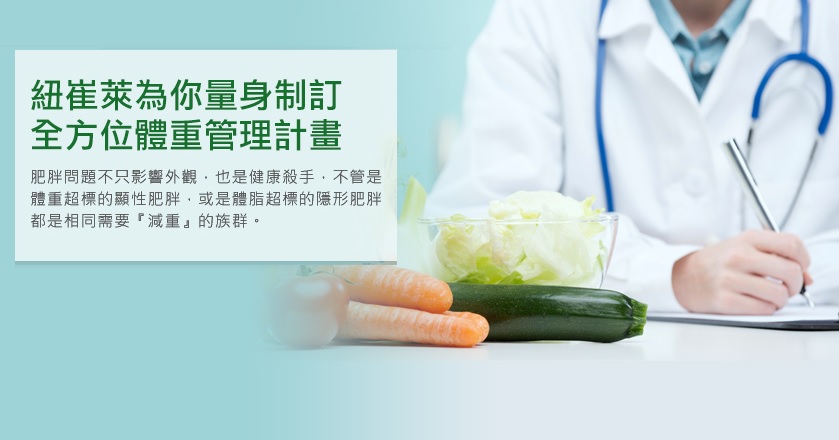 紐崔萊為你量身制訂
全方位體重管理計畫
肥胖問題不只影響外觀，也是健康殺手，不管是
體重超標的顯性肥胖，或是體脂超標的隱形肥胖
都是相同需要『減重』的族群。